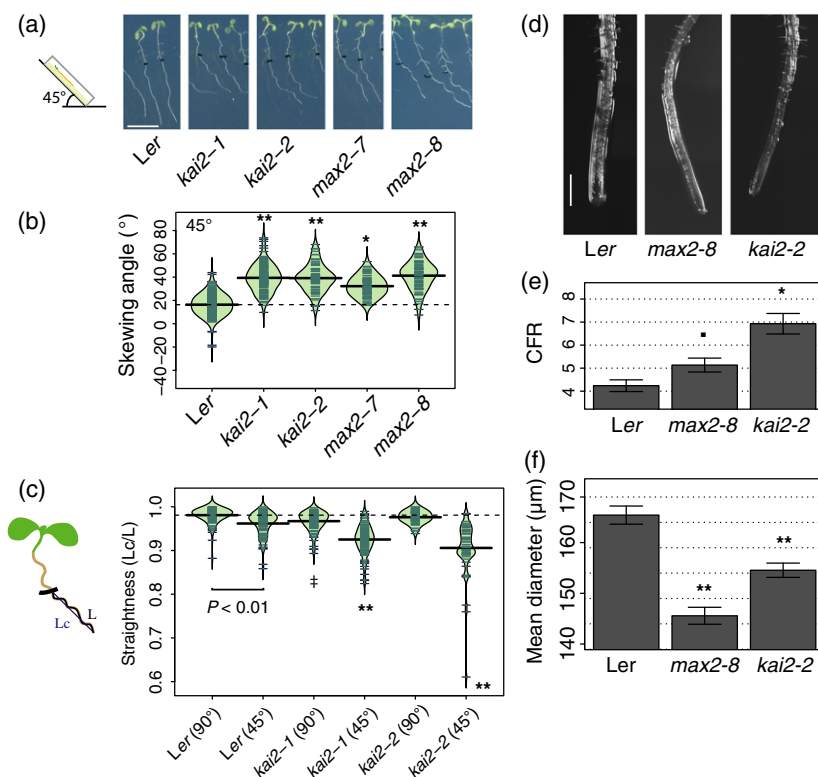 (a)
45°
Ler
kai2-1
kai2-2
max2-7
max2-8
(b)
Skewing angle (°)
80
60
40
20
0
-20
-40
45°
**
**
*
**
Ler
kai2-1
kai2-2
max2-7
max2-8
(c)
L
Lc
Straightness (Lc/L)
1.0
0.9
0.8
0.7
0.6
P < 0.01
**
**
Ler (90°)
Ler (45°)
kai2-1 (90°)
kai2-1 (45°)
kai2-2 (90°)
kai2-2 (45°)
(d)
Ler
max2-8
kai2-2
(e)
CFR
8
7
6
5
4
*
Ler
max2-8
kai2-2
(f)
Mean diameter (µm)
170
160
150
140
**
**
Ler
max2-8
kai2-2